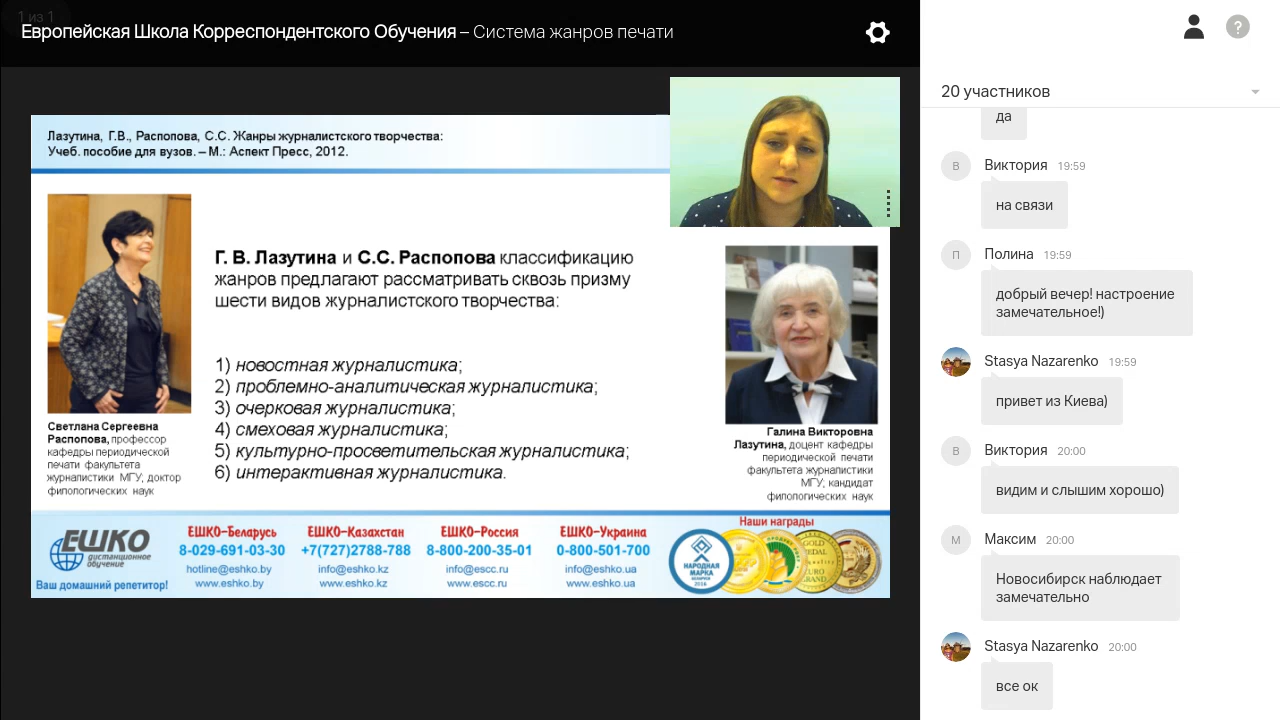 1 из 1
Европейская Школа Корреспондентского Обучения – Система жанров печати
Лазутина, Г.В., Распопова, С.С. Жанры журналистского творчества:
Учеб. пособие для вузов. – М.: Аспект Пресс, 2012.
Г. В. Лазутина и С.С. Распопова классификацию
жанров предлагают рассматривать сквозь призму
шести видов журналистского творчества:
1) новостная журналистика;
2) проблемно-аналитическая журналистика;
3) очерковая журналистика;
4) смеховая журналистика;
5) культурно-просветительская журналистика;
6) интерактивная журналистика.
Светлана Сергеевна
Распопова, профессор
кафедры периодической
печати факультета
журналистики МГУ, доктор
филологических наук
Галина Викторовна
Лазутина, доцент кафедры
периодической печати
факультета журналистики
МГУ, кандидат
филологических наук
ЕШКО
дистанционное
обучение
Ваш домашний репетитор!
ЕШКО–Беларусь
8-029-691-03-30
hotline@eshko.by
www.eshko.by
ЕШКО–Казахстан
+7(727)2788-788
info@eshko.kz
www.eshko.kz
ЕШКО–Россия
8-800-200-35-01
info@escc.ru
www.escc.ru
ЕШКО–Украина
0-800-501-700
info@eshko.ua
www.eshko.ua
Наши награды
НАРОДНАЯ
МАРКА
2016
GOLD
MEDAL
EURO
GRAND
?
20 участников
да
В
Виктория 19:59
на связи
П
Полина 19:59
добрый вечер! настроение
замечательное!)
Stasya Nazarenko 19:59
привет из Киева)
В
Виктория 20:00
видим и слышим хорошо)
М
Максим 20:00
Новосибирск наблюдает
замечательно
Stasya Nazarenko 20:00
все ок